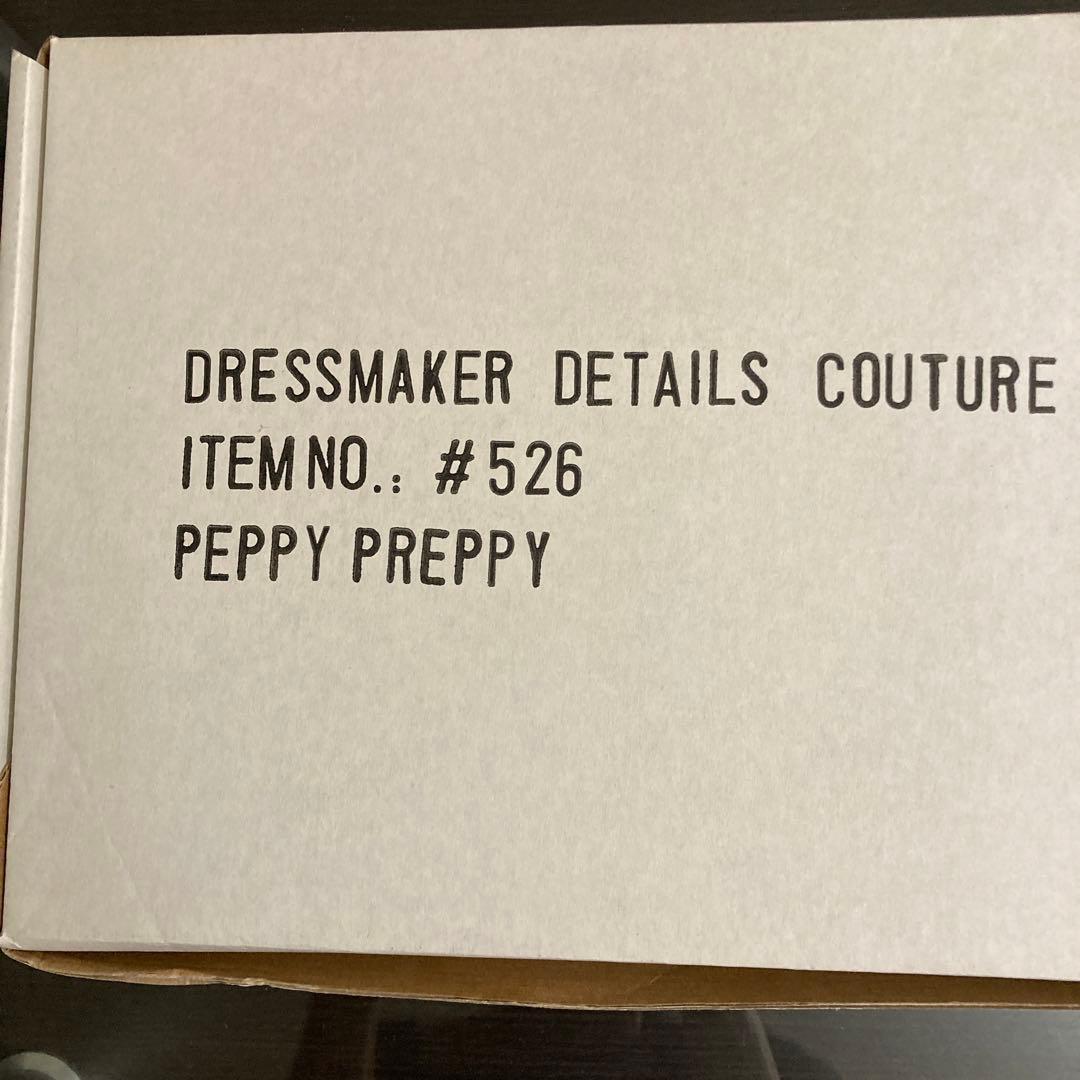 DRESSMAKER DETAILS COUTURE
ITEM NO.: #526
PEPPY PREPPY